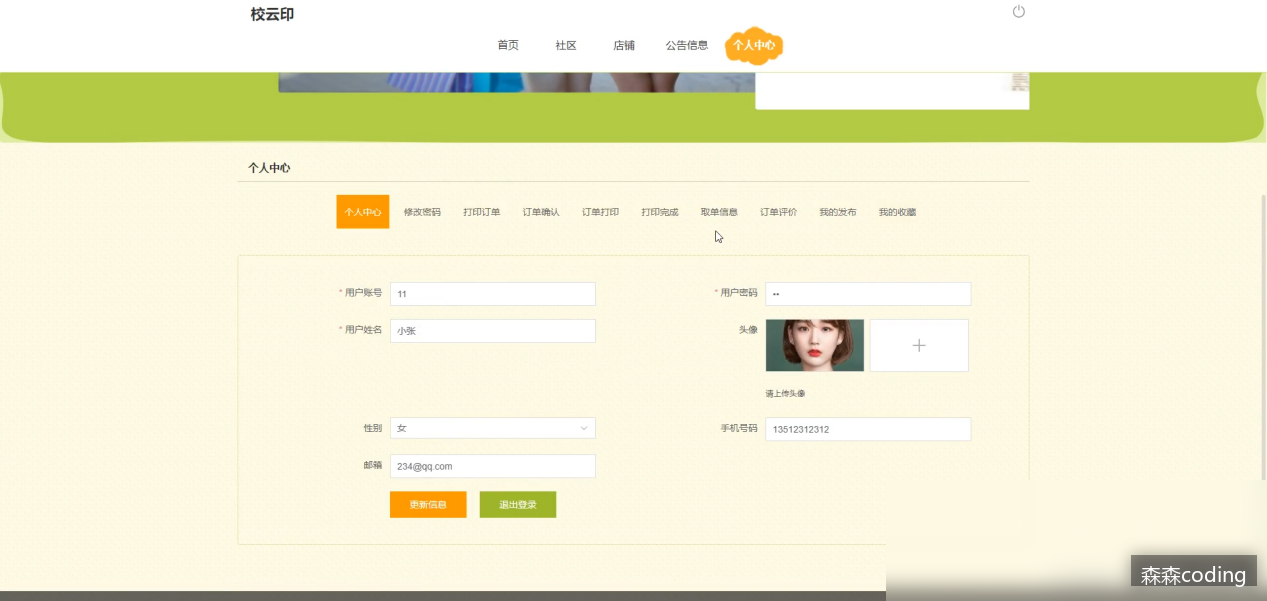 校云印
首页 社区 店铺 公告信息 个人中心
个人中心
个人中心 修改密码 打印订单 订单确认 订单打印 打印完成 取单信息 订单评价 我的发布 我的收藏
* 用户账号 11 * 用户密码 ••
* 用户姓名 小张 头像
请上传头像
性别 女 手机号码 13512312312
邮箱 234@qq.com
更新信息 退出登录
森森coding